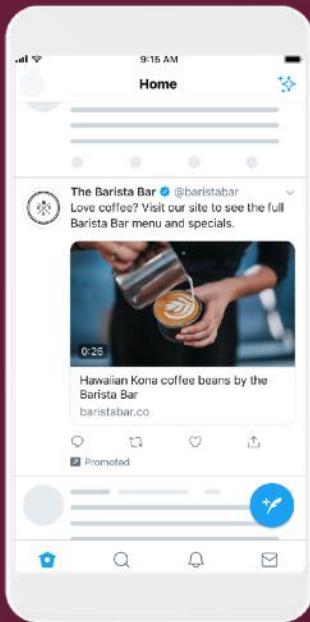 9:15 AM
Home
The Barista Bar @baristabar
Love coffee? Visit our site to see the full
Barista Bar menu and specials.
0:26
Hawaiian Kona coffee beans by the
Barista Bar
baristabar.co
Promoted